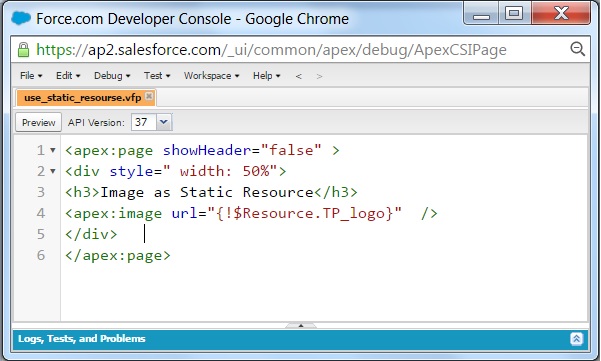 Force.com Developer Console - Google Chrome
https://ap2.salesforce.com/_ui/common/apex/debug/ApexCSIPage
File Edit Debug Test Workspace Help < >
use_static_resourse.vfp
Preview API Version: 37
1 <apex:page showHeader="false" >
2 <div style=" width: 50%">
3 <h3>Image as Static Resource</h3>
4 <apex:image url="{!$Resource.TP_logo}"  />
5 </div>
6 </apex:page>
Logs, Tests, and Problems